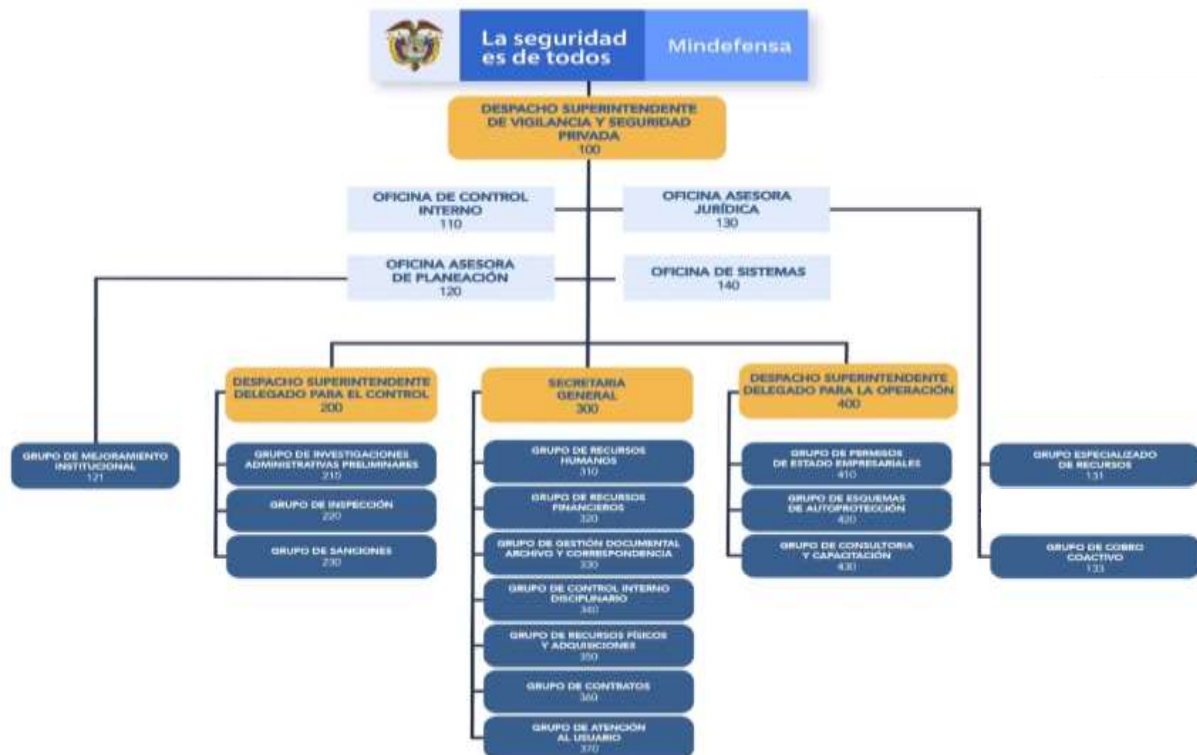 La seguridad
es de todos
Mindefensa
DESPACHO SUPERINTENDENTE
DE VIGILANCIA Y SEGURIDAD
PRIVADA
100
OFICINA DE CONTROL
INTERNO
110
OFICINA ASESORA
JURÍDICA
130
OFICINA ASESORA
DE PLANEACIÓN
120
OFICINA DE SISTEMAS
140
DESPACHO SUPERINTENDENTE
DELEGADO PARA EL CONTROL
200
SECRETARIA
GENERAL
300
DESPACHO SUPERINTENDENTE
DELEGADO PARA LA OPERACIÓN
400
GRUPO DE MEJORAMIENTO
INSTITUCIONAL
121
GRUPO DE INVESTIGACIONES
ADMINISTRATIVAS PRELIMINARES
215
GRUPO DE INSPECCIÓN
220
GRUPO DE SANCIONES
230
GRUPO DE RECURSOS
HUMANOS
310
GRUPO DE RECURSOS
FINANCIEROS
320
GRUPO DE GESTIÓN DOCUMENTAL
ARCHIVO Y CORRESPONDENCIA
330
GRUPO DE CONTROL INTERNO
DISCIPLINARIO
340
GRUPO DE RECURSOS FÍSICOS
Y ADQUISICIONES
350
GRUPO DE CONTRATOS
360
GRUPO DE ATENCIÓN
AL USUARIO
370
GRUPO DE PERMISOS
DE ESTADO EMPRESARIALES
410
GRUPO DE ESQUEMAS
DE AUTOPROTECCIÓN
420
GRUPO DE CONSULTORIA
Y CAPACITACIÓN
430
GRUPO ESPECIALIZADO
DE RECURSOS
131
GRUPO DE COBRO
COACTIVO
133